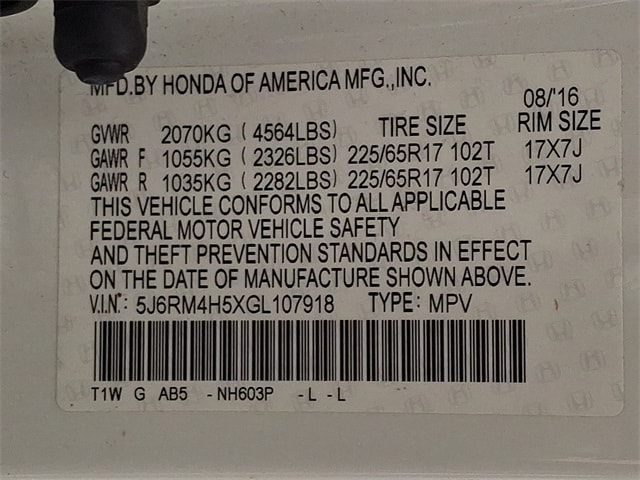 MFD.BY HONDA OF AMERICA MFG.,INC.
08/'16
GVWR 2070KG ( 4564LBS) TIRE SIZE RIM SIZE
GAWR F 1055KG ( 2326LBS) 225/65R17 102T 17X7J
GAWR R 1035KG ( 2282LBS) 225/65R17 102T 17X7J
THIS VEHICLE CONFORMS TO ALL APPLICABLE
FEDERAL MOTOR VEHICLE SAFETY
AND THEFT PREVENTION STANDARDS IN EFFECT
ON THE DATE OF MANUFACTURE SHOWN ABOVE.
V.I.N.: 5J6RM4H5XGL107918 TYPE: MPV
T1W G AB5 - NH603P - L - L